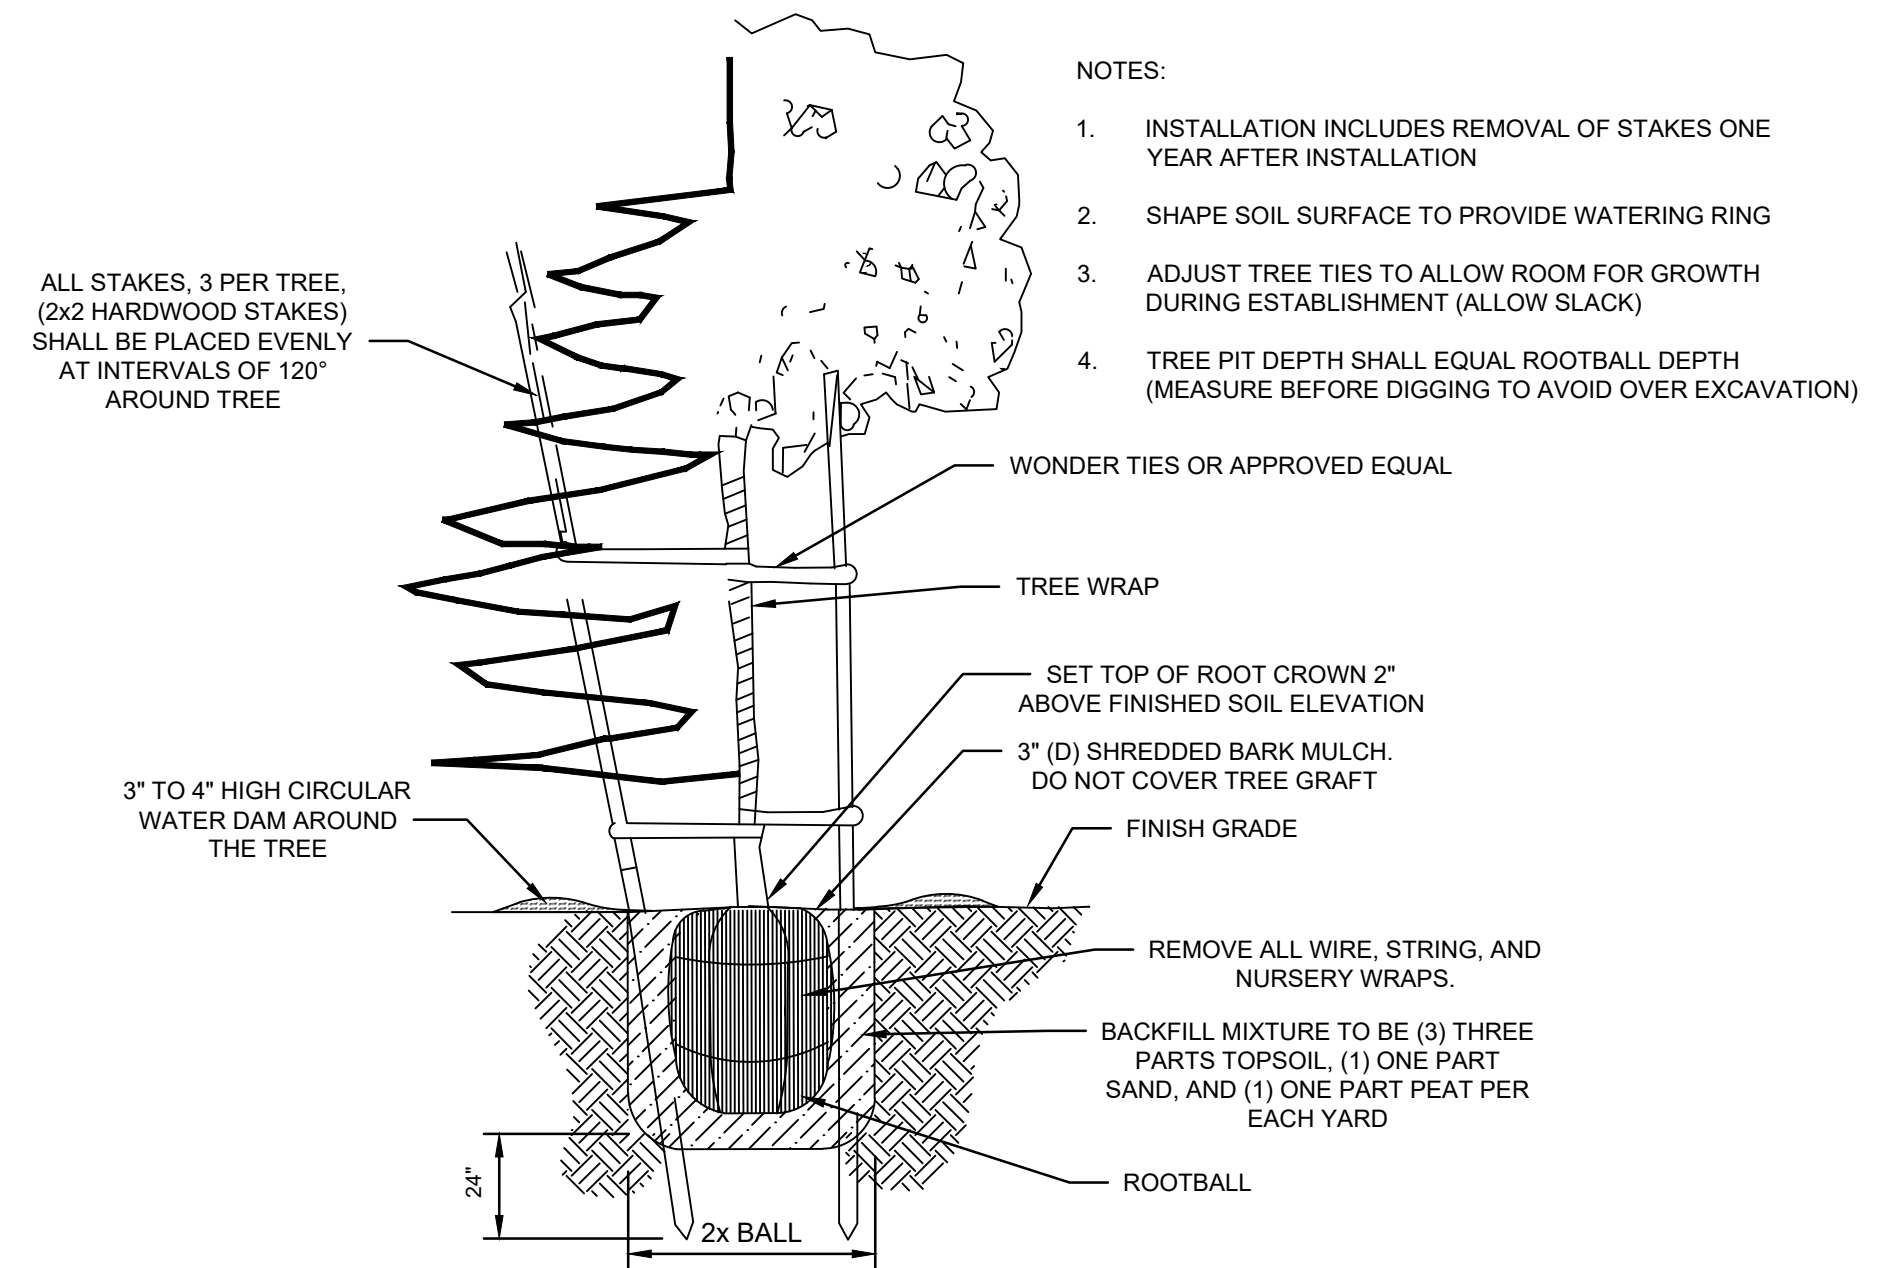 NOTES:
1. INSTALLATION INCLUDES REMOVAL OF STAKES ONE
YEAR AFTER INSTALLATION
2. SHAPE SOIL SURFACE TO PROVIDE WATERING RING
3. ADJUST TREE TIES TO ALLOW ROOM FOR GROWTH
DURING ESTABLISHMENT (ALLOW SLACK)
4. TREE PIT DEPTH SHALL EQUAL ROOTBALL DEPTH
(MEASURE BEFORE DIGGING TO AVOID OVER EXCAVATION)
ALL STAKES, 3 PER TREE,
(2x2 HARDWOOD STAKES)
SHALL BE PLACED EVENLY
AT INTERVALS OF 120°
AROUND TREE
WONDER TIES OR APPROVED EQUAL
TREE WRAP
SET TOP OF ROOT CROWN 2"
ABOVE FINISHED SOIL ELEVATION
3" (D) SHREDDED BARK MULCH.
DO NOT COVER TREE GRAFT
3" TO 4" HIGH CIRCULAR
WATER DAM AROUND
THE TREE
FINISH GRADE
REMOVE ALL WIRE, STRING, AND
NURSERY WRAPS.
BACKFILL MIXTURE TO BE (3) THREE
PARTS TOPSOIL, (1) ONE PART
SAND, AND (1) ONE PART PEAT PER
EACH YARD
ROOTBALL
24"
2x BALL